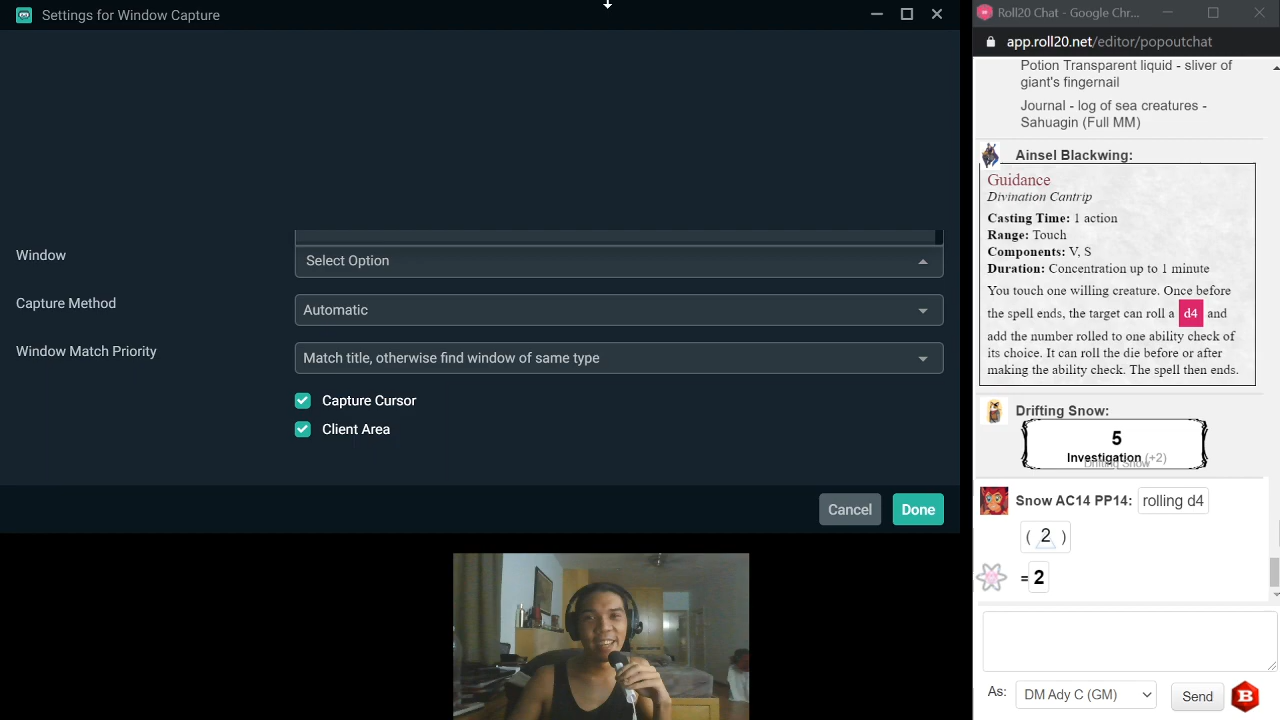 Settings for Window Capture
Window
Select Option
Capture Method
Automatic
Window Match Priority
Match title, otherwise find window of same type
Capture Cursor
Client Area
Cancel
Done
Roll20 Chat - Google Chr...
app.roll20.net/editor/popoutchat
Potion Transparent liquid - sliver of
giant's fingernail
Journal - log of sea creatures -
Sahuagin (Full MM)
Ainsel Blackwing:
Guidance
Divination Cantrip
Casting Time: 1 action
Range: Touch
Components: V, S
Duration: Concentration up to 1 minute
You touch one willing creature. Once before
the spell ends, the target can roll a d4 and
add the number rolled to one ability check of
its choice. It can roll the die before or after
making the ability check. The spell then ends.
Drifting Snow:
5
Investigation (+2)
Drifting Snow
Snow AC14 PP14: rolling d4
( 2 )
=2
As:
DM Ady C (GM)
Send
B